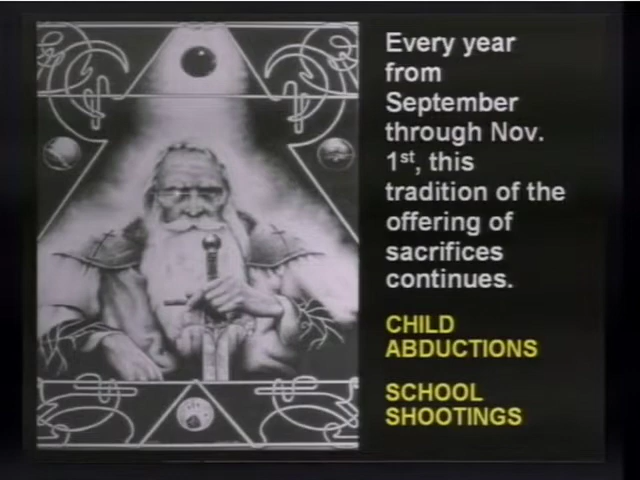 Every year
from
September
through Nov.
1st, this
tradition of the
offering of
sacrifices
continues.
CHILD
ABDUCTIONS
SCHOOL
SHOOTINGS